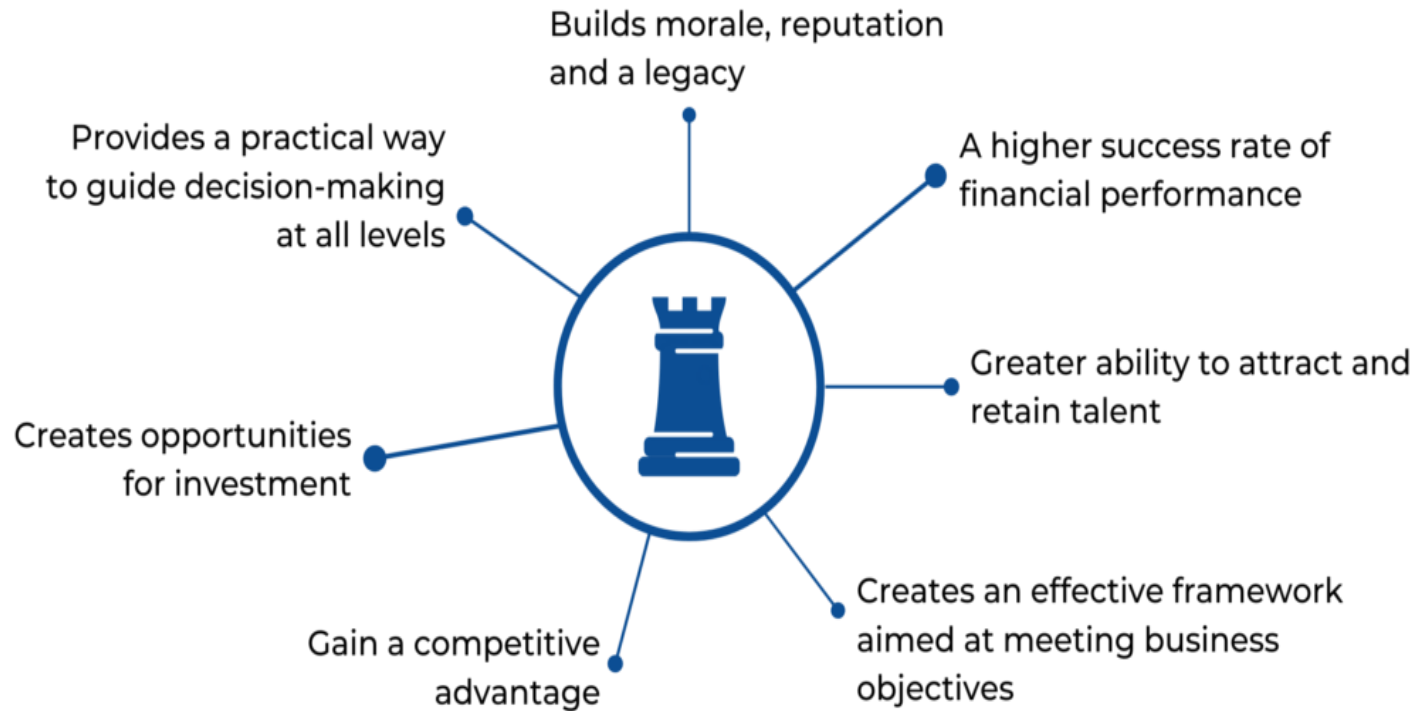 Builds morale, reputation
and a legacy
A higher success rate of
financial performance
Greater ability to attract and
retain talent
Creates an effective framework
aimed at meeting business
objectives
Gain a competitive
advantage
Creates opportunities
for investment
Provides a practical way
to guide decision-making
at all levels